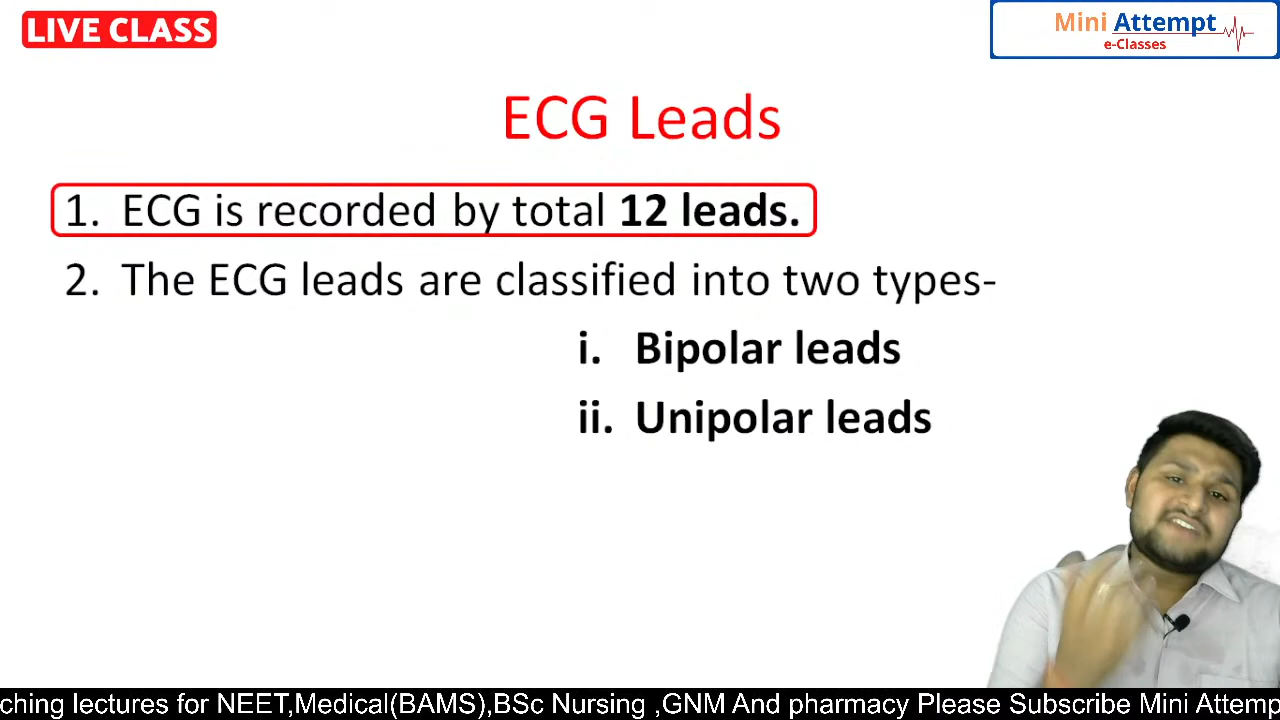 LIVE CLASS
Mini Attempt
e-Classes
ECG Leads
1. ECG is recorded by total 12 leads.
2. The ECG leads are classified into two types-
i. Bipolar leads
ii. Unipolar leads
ching lectures for NEET,Medical(BAMS),BSc Nursing ,GNM And pharmacy Please Subscribe Mini Attemp